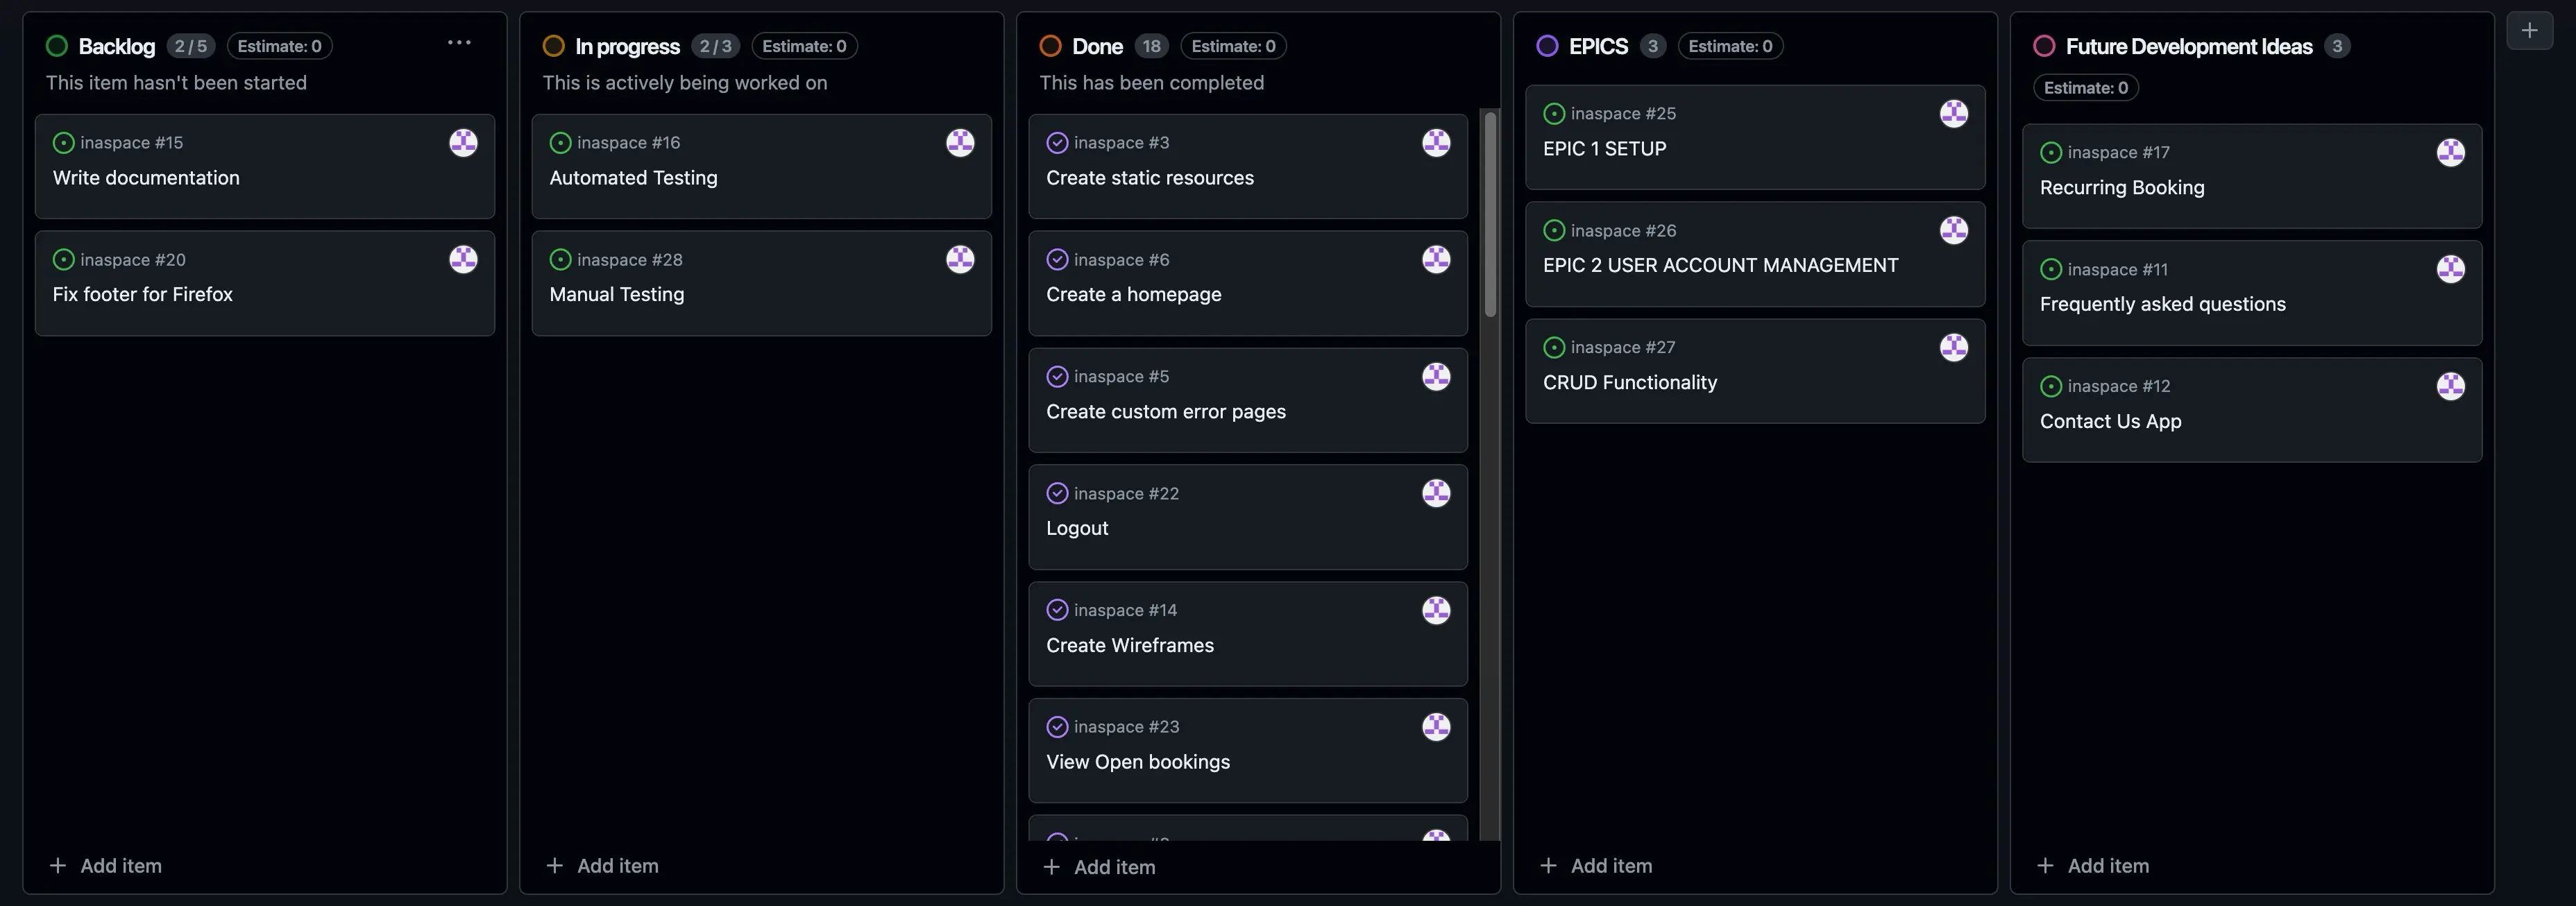 Backlog 2 / 5 Estimate: 0
This item hasn't been started
inaspace #15
Write documentation
inaspace #20
Fix footer for Firefox
Add item
In progress 2 / 3 Estimate: 0
This is actively being worked on
inaspace #16
Automated Testing
inaspace #28
Manual Testing
Add item
Done 18 Estimate: 0
This has been completed
inaspace #3
Create static resources
inaspace #6
Create a homepage
inaspace #5
Create custom error pages
inaspace #22
Logout
inaspace #14
Create Wireframes
inaspace #23
View Open bookings
Add item
EPICS 3 Estimate: 0
inaspace #25
EPIC 1 SETUP
inaspace #26
EPIC 2 USER ACCOUNT MANAGEMENT
inaspace #27
CRUD Functionality
Add item
Future Development Ideas 3
Estimate: 0
inaspace #17
Recurring Booking
inaspace #11
Frequently asked questions
inaspace #12
Contact Us App
Add item